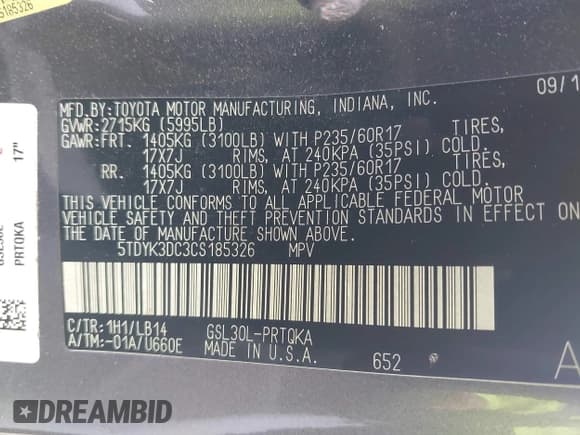 S185326
09/1
MFD.BY:TOYOTA MOTOR MANUFACTURING, INDIANA, INC.
GVWR:2715KG (5995LB)
GAWR:FRT. 1405KG (3100LB) WITH P235/60R17 TIRES,
17X7J RIMS, AT 240KPA (35PSI) COLD.
RR. 1405KG (3100LB) WITH P235/60R17 TIRES,
17X7J RIMS, AT 240KPA (35PSI) COLD.
THIS VEHICLE CONFORMS TO ALL APPLICABLE FEDERAL MOTOR
VEHICLE SAFETY AND THEFT PREVENTION STANDARDS IN EFFECT ON
THE DATE OF MANUFACTURE SHOWN ABOVE.
5TDYK3DC3CS185326 MPV
C/TR:1H1/LB14 GSL30L-PRTQKA
A/TM:-01A/U660E MADE IN U.S.A.
652
A
17"
PRTQKA
DREAMBID